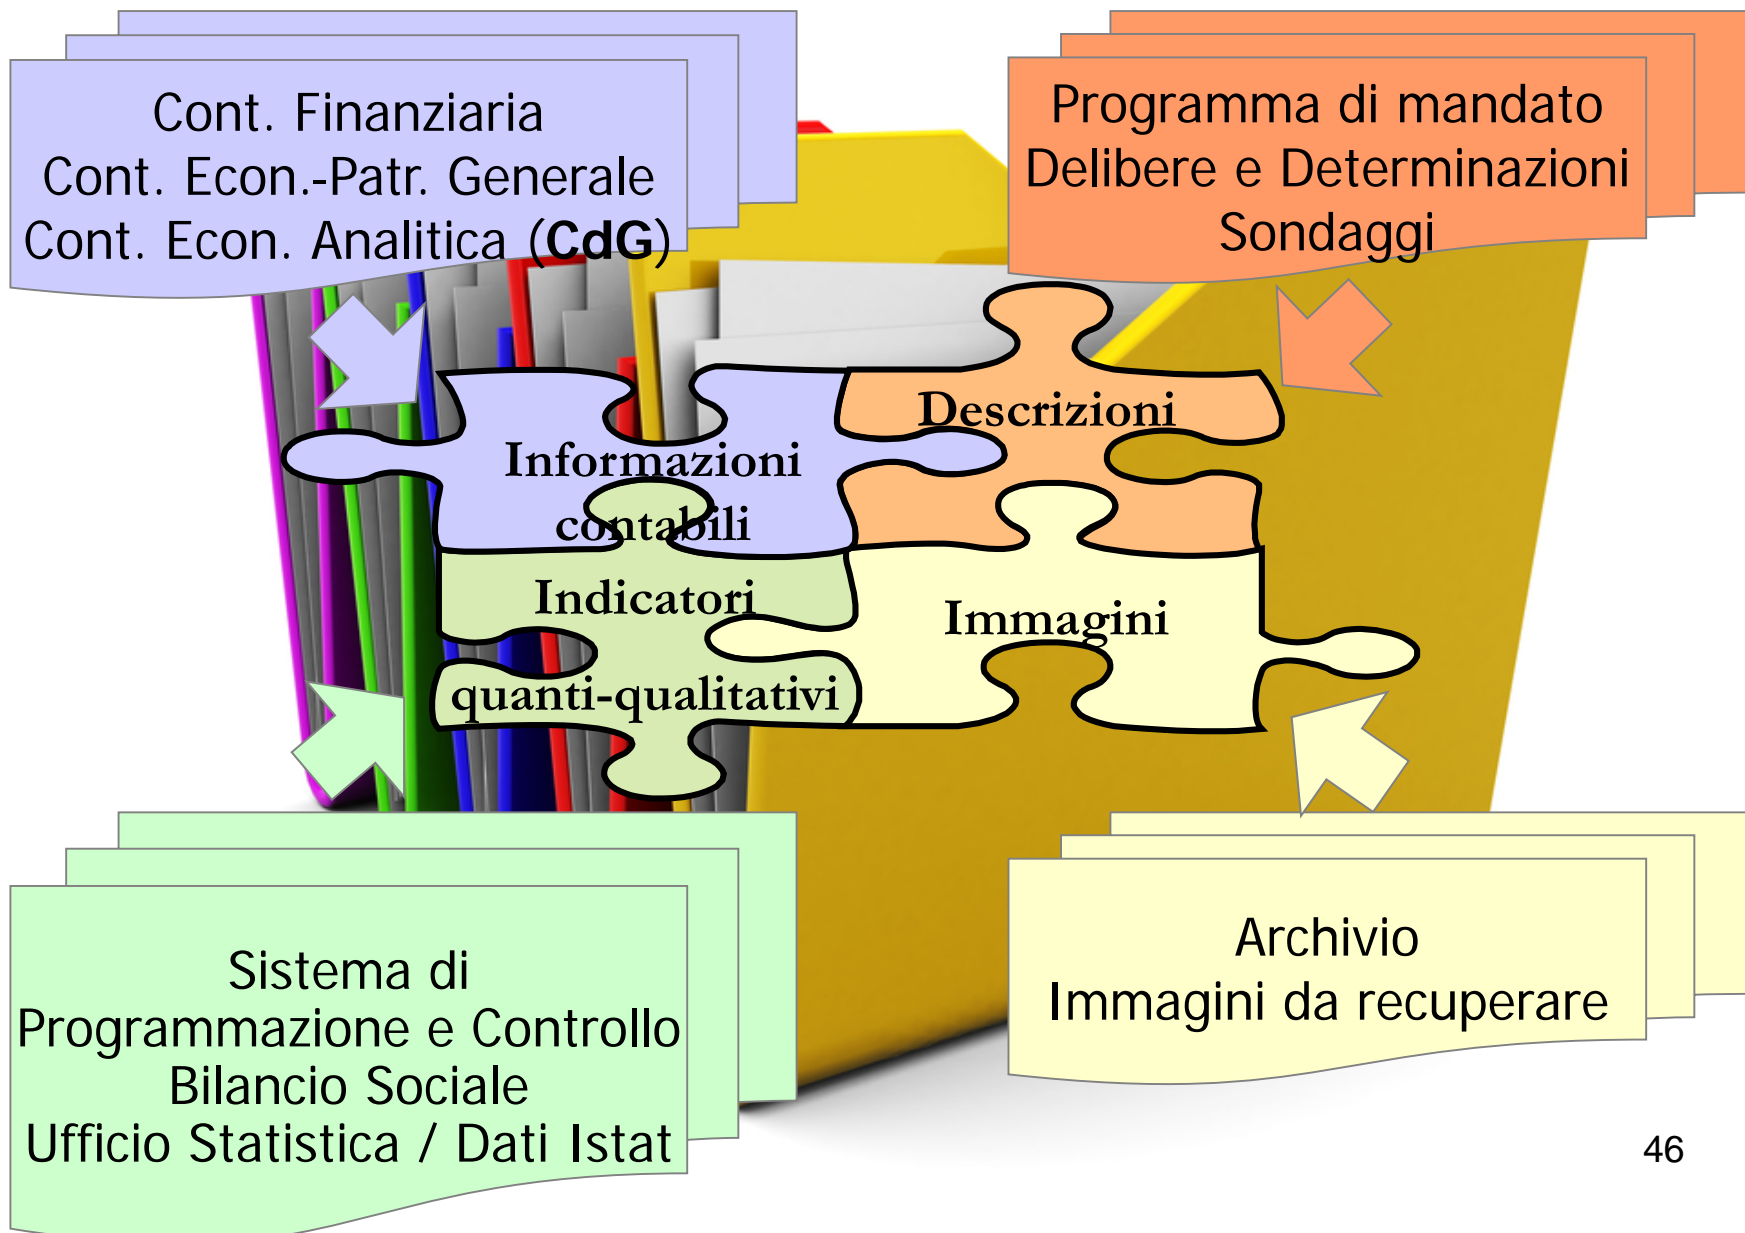 Cont. Finanziaria
Cont. Econ.-Patr. Generale
Cont. Econ. Analitica (CdG)
Programma di mandato
Delibere e Determinazioni
Sondaggi
Informazioni
contabili
Descrizioni
Indicatori
quanti-qualitativi
Immagini
Sistema di
Programmazione e Controllo
Bilancio Sociale
Ufficio Statistica / Dati Istat
Archivio
Immagini da recuperare
46